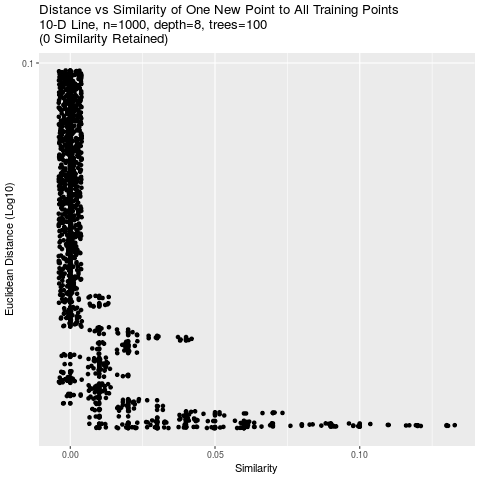 Distance vs Similarity of One New Point to All Training Points
10-D Line, n=1000, depth=8, trees=100
(0 Similarity Retained)
0.1
Euclidean Distance (Log10)
0.00 0.05 0.10
Similarity